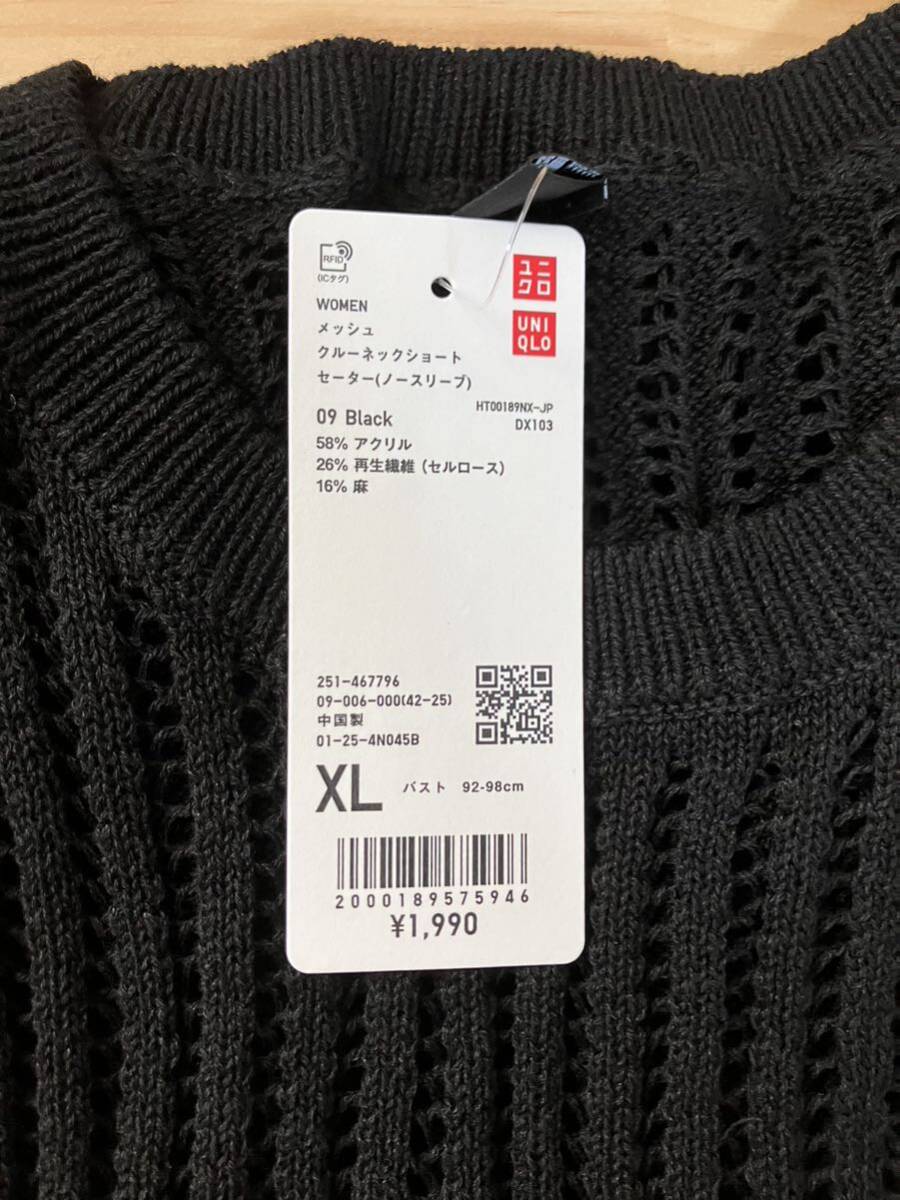 RFID
(ICタグ)
ユニ
クロ
UNI
QLO
WOMEN
メッシュ
クルーネックショート
セーター(ノースリーブ)
HT00189NX-JP
09 Black
DX103
58% アクリル
26% 再生繊維 (セルロース)
16% 麻
251-467796
09-006-000(42-25)
中国製
01-25-4N045B
XL バスト 92-98cm
2000189575946
¥1,990